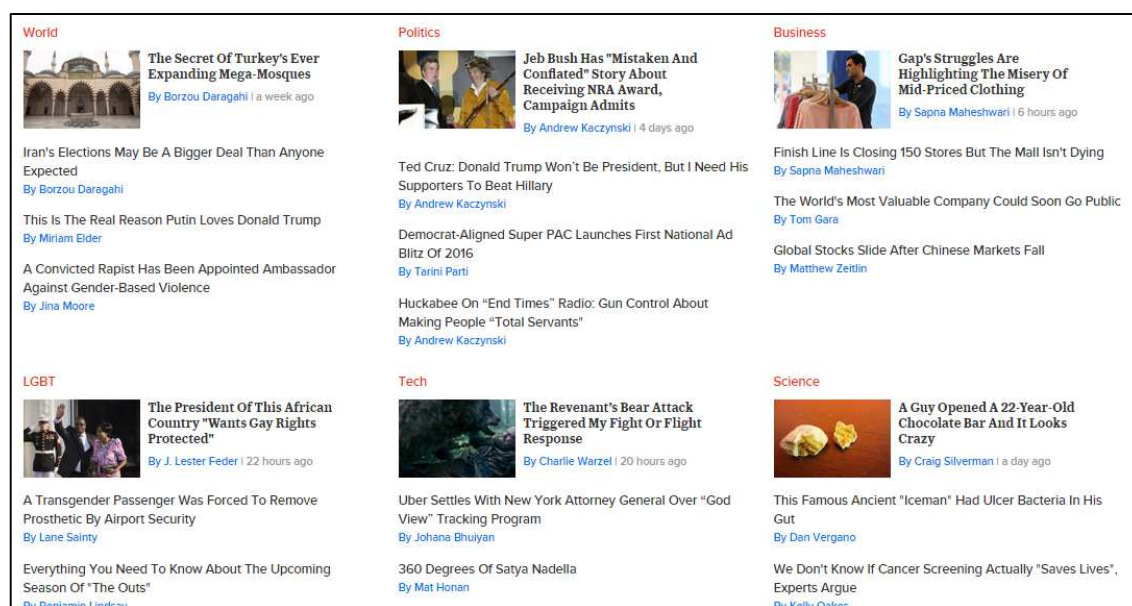 World
The Secret Of Turkey's Ever
Expanding Mega-Mosques
By Borzou Daragahi | a week ago
Iran's Elections May Be A Bigger Deal Than Anyone
Expected
By Borzou Daragahi
This Is The Real Reason Putin Loves Donald Trump
By Miriam Elder
A Convicted Rapist Has Been Appointed Ambassador
Against Gender-Based Violence
By Jina Moore
Politics
Jeb Bush Has "Mistaken And
Conflated" Story About
Receiving NRA Award,
Campaign Admits
By Andrew Kaczynski | 4 days ago
Ted Cruz: Donald Trump Won't Be President, But I Need His
Supporters To Beat Hillary
By Andrew Kaczynski
Democrat-Aligned Super PAC Launches First National Ad
Blitz Of 2016
By Tarini Parti
Huckabee On “End Times” Radio: Gun Control About
Making People “Total Servants"
By Andrew Kaczynski
Business
Gap's Struggles Are
Highlighting The Misery Of
Mid-Priced Clothing
By Sapna Maheshwari | 6 hours ago
Finish Line Is Closing 150 Stores But The Mall Isn't Dying
By Sapna Maheshwari
The World's Most Valuable Company Could Soon Go Public
By Tom Gara
Global Stocks Slide After Chinese Markets Fall
By Matthew Zeitlin
LGBT
The President Of This African
Country "Wants Gay Rights
Protected"
By J. Lester Feder | 22 hours ago
A Transgender Passenger Was Forced To Remove
Prosthetic By Airport Security
By Lane Sainty
Everything You Need To Know About The Upcoming
Season Of "The Outs"
By Benjamin Lindsay
Tech
The Revenant's Bear Attack
Triggered My Fight Or Flight
Response
By Charlie Warzel | 20 hours ago
Uber Settles With New York Attorney General Over “God
View” Tracking Program
By Johana Bhuiyan
360 Degrees Of Satya Nadella
By Mat Honan
Science
A Guy Opened A 22-Year-Old
Chocolate Bar And It Looks
Crazy
By Craig Silverman | a day ago
This Famous Ancient "Iceman" Had Ulcer Bacteria In His
Gut
By Dan Vergano
We Don't Know If Cancer Screening Actually "Saves Lives",
Experts Argue
By Kelly Oakes